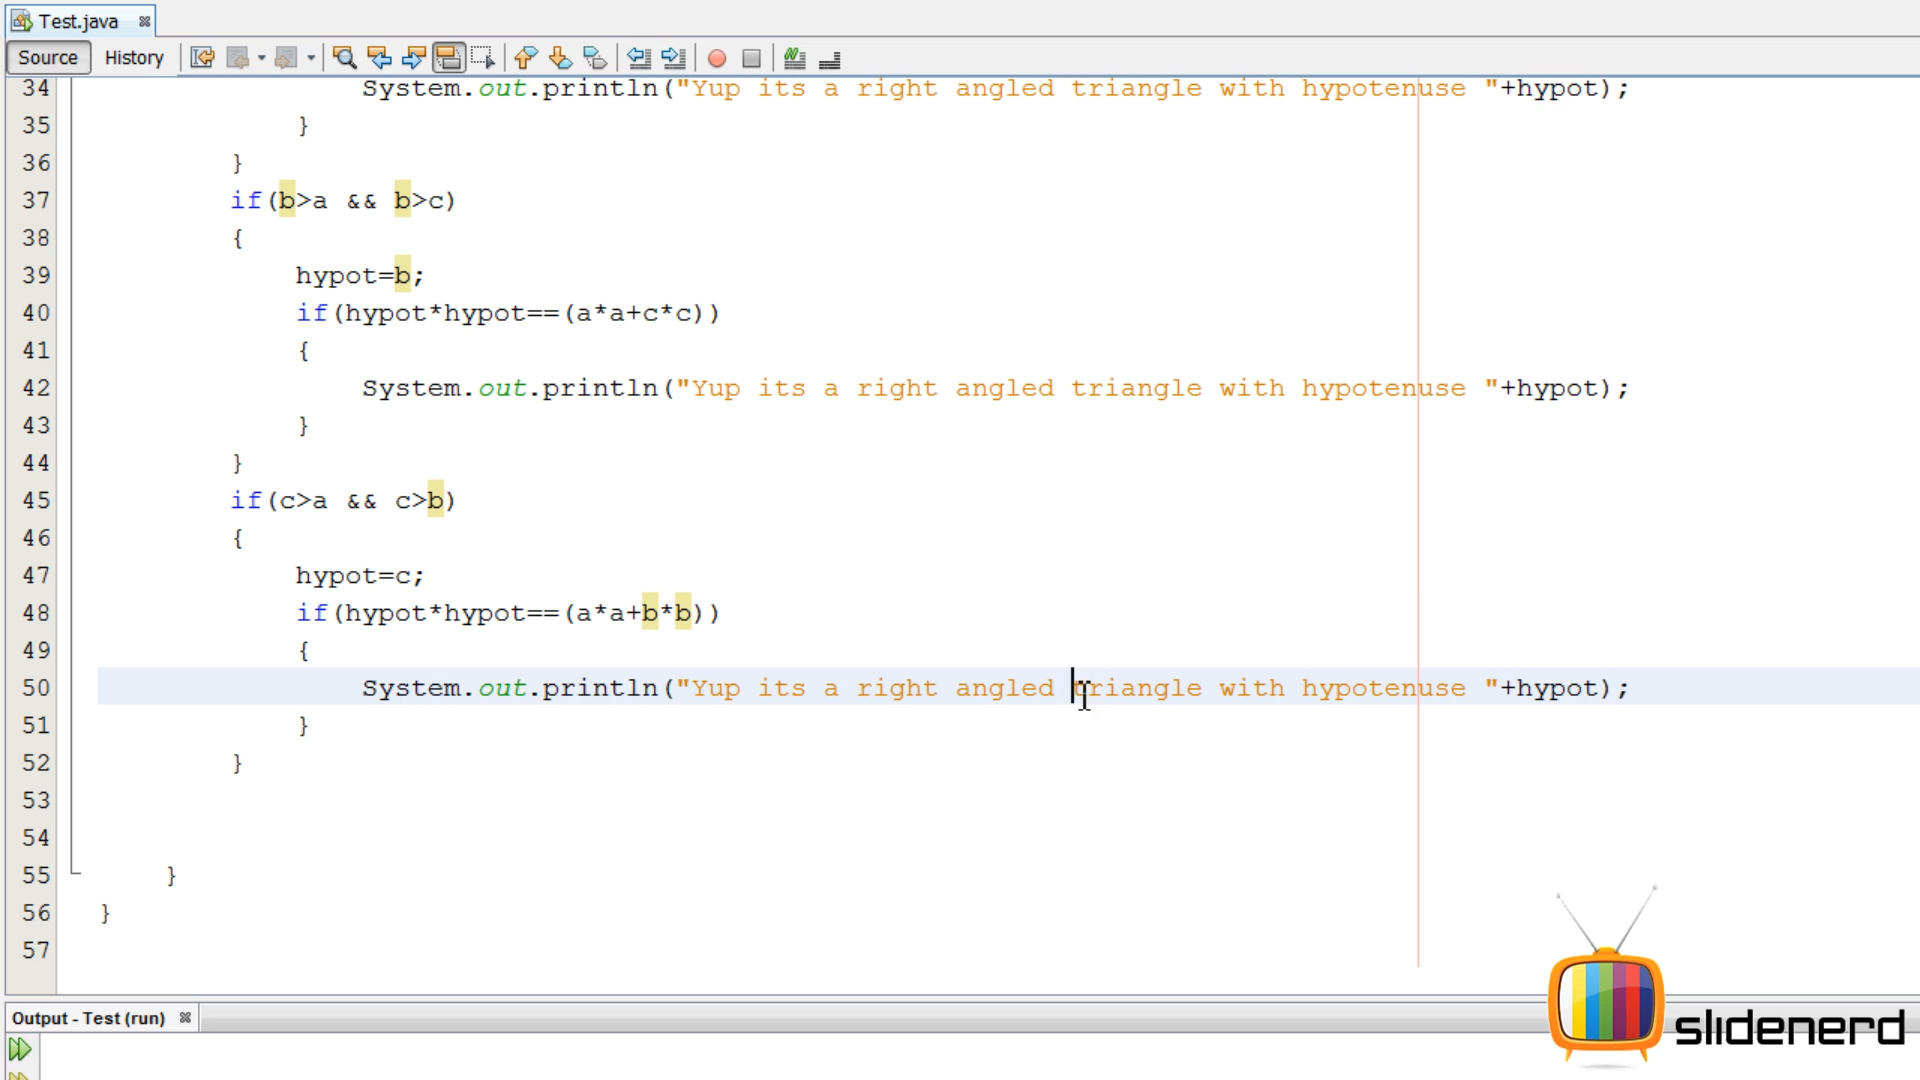 Test.java
Source History
34 System.out.println("Yup its a right angled triangle with hypotenuse "+hypot);
35 }
36 }
37 if(b>a && b>c)
38 {
39 hypot=b;
40 if(hypot*hypot==(a*a+c*c))
41 {
42 System.out.println("Yup its a right angled triangle with hypotenuse "+hypot);
43 }
44 }
45 if(c>a && c>b)
46 {
47 hypot=c;
48 if(hypot*hypot==(a*a+b*b))
49 {
50 System.out.println("Yup its a right angled triangle with hypotenuse "+hypot);
51 }
52 }
53
54
55 }
56 }
57
Output - Test (run)
slidenerd